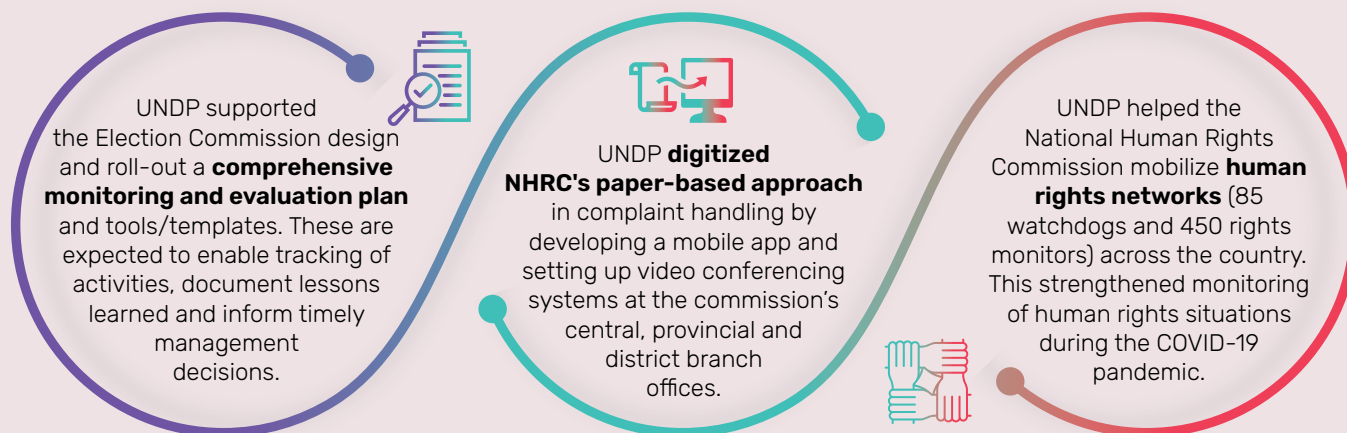 UNDP supported
the Election Commission design
and roll-out a comprehensive
monitoring and evaluation plan
and tools/templates. These are
expected to enable tracking of
activities, document lessons
learned and inform timely
management
decisions.
UNDP digitized
NHRC's paper-based approach
in complaint handling by
developing a mobile app and
setting up video conferencing
systems at the commission's
central, provincial and
district branch
offices.
UNDP helped the
National Human Rights
Commission mobilize human
rights networks (85
watchdogs and 450 rights
monitors) across the country.
This strengthened monitoring
of human rights situations
during the COVID-19
pandemic.